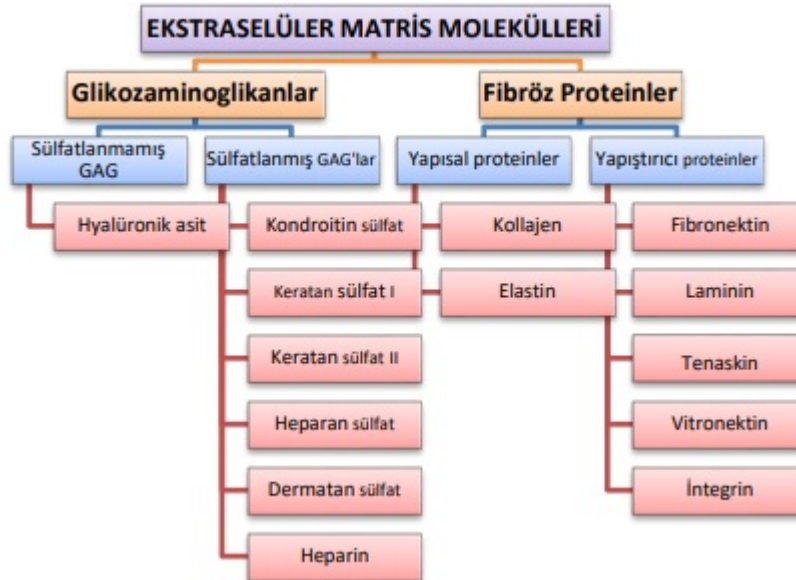 EKSTRASELÜLER MATRİS MOLEKÜLLERİ
Glikozaminoglikanlar
Fibröz Proteinler
Sülfatlanmamış
GAG
Sülfatlanmış GAG'lar
Yapısal proteinler
Yapıştırıcı proteinler
Hyalüronik asit
Kondroitin sülfat
Kollajen
Fibronektin
Keratan sülfat I
Elastin
Laminin
Keratan sülfat II
Tenaskin
Heparan sülfat
Vitronektin
Dermatan sülfat
İntegrin
Heparin